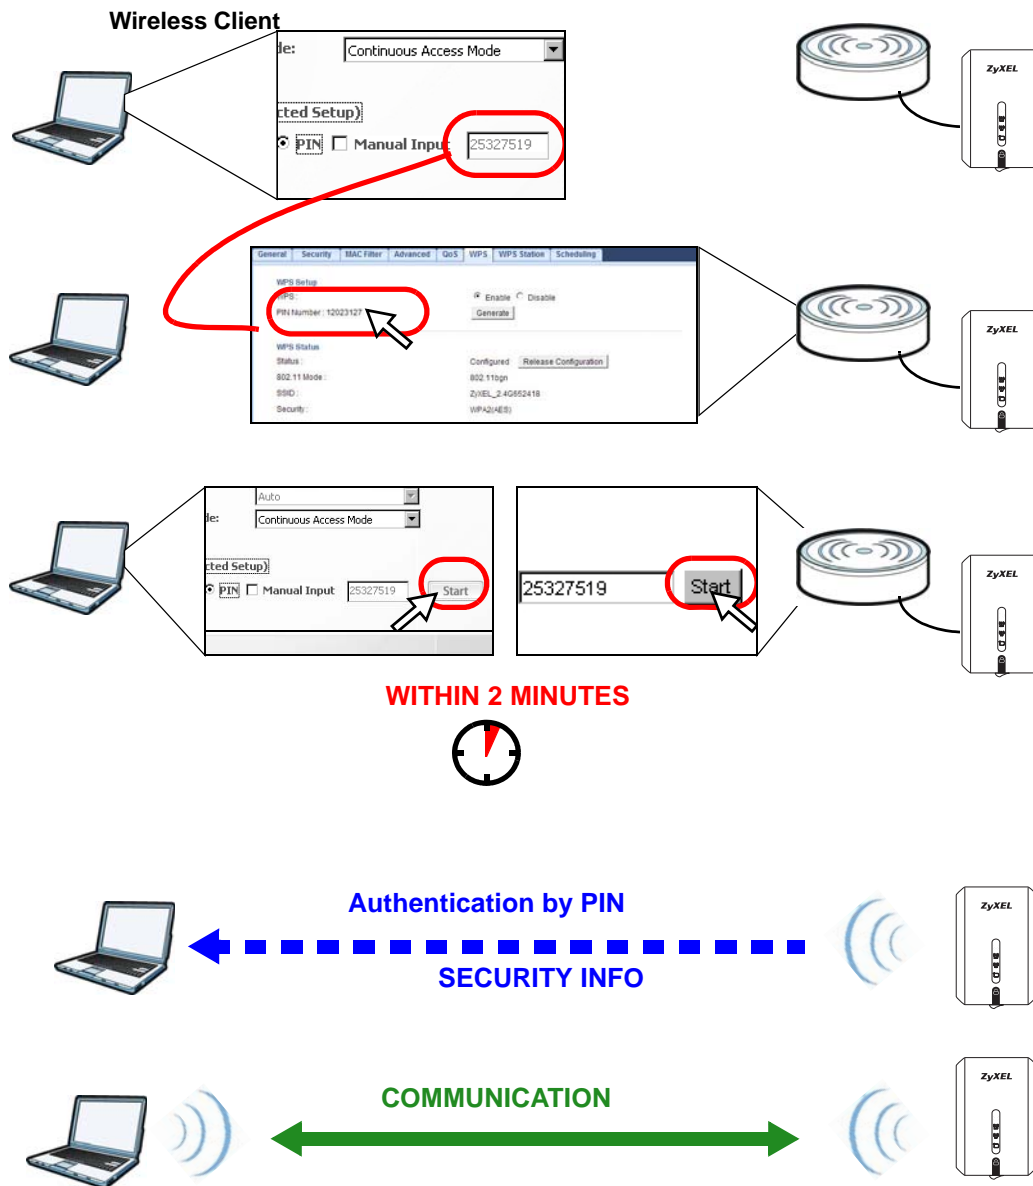 Wireless Client
de:
Continuous Access Mode
cted Setup)
PIN
Manual Input
25327519
ZyXEL
General
Security
MAC Filter
Advanced
QoS
WPS
WPS Station
Scheduling
WPS Setup
WPS :
Enable
Disable
PIN Number : 12023127
Generate
WPS Status
Status :
Configured
Release Configuration
802.11 Mode :
802.11bgn
SSID :
ZyXEL_2.4G652418
Security :
WPA2(AES)
ZyXEL
Auto
de:
Continuous Access Mode
cted Setup)
PIN
Manual Input
25327519
Start
25327519
Start
ZyXEL
WITHIN 2 MINUTES
Authentication by PIN
SECURITY INFO
ZyXEL
COMMUNICATION
ZyXEL